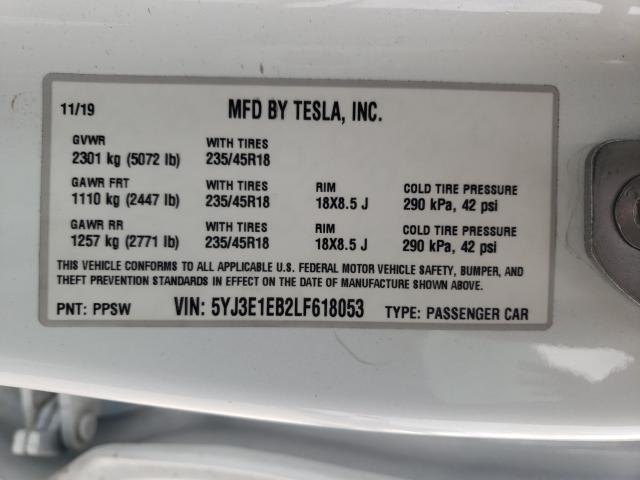 11/19 MFD BY TESLA, INC.
GVWR WITH TIRES
2301 kg (5072 lb) 235/45R18
GAWR FRT WITH TIRES RIM COLD TIRE PRESSURE
1110 kg (2447 lb) 235/45R18 18X8.5 J 290 kPa, 42 psi
GAWR RR WITH TIRES RIM COLD TIRE PRESSURE
1257 kg (2771 lb) 235/45R18 18X8.5 J 290 kPa, 42 psi
THIS VEHICLE CONFORMS TO ALL APPLICABLE U.S. FEDERAL MOTOR VEHICLE SAFETY, BUMPER, AND
THEFT PREVENTION STANDARDS IN EFFECT ON THE DATE OF MANUFACTURE SHOWN ABOVE.
PNT: PPSW VIN: 5YJ3E1EB2LF618053 TYPE: PASSENGER CAR